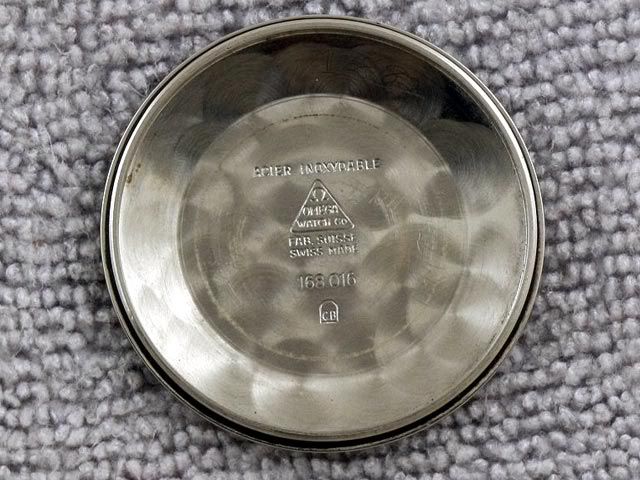 ACIER INOXYDABLE
Ω
OMEGA
WATCH CO
FAB. SUISSE
SWISS MADE
168.016
CB